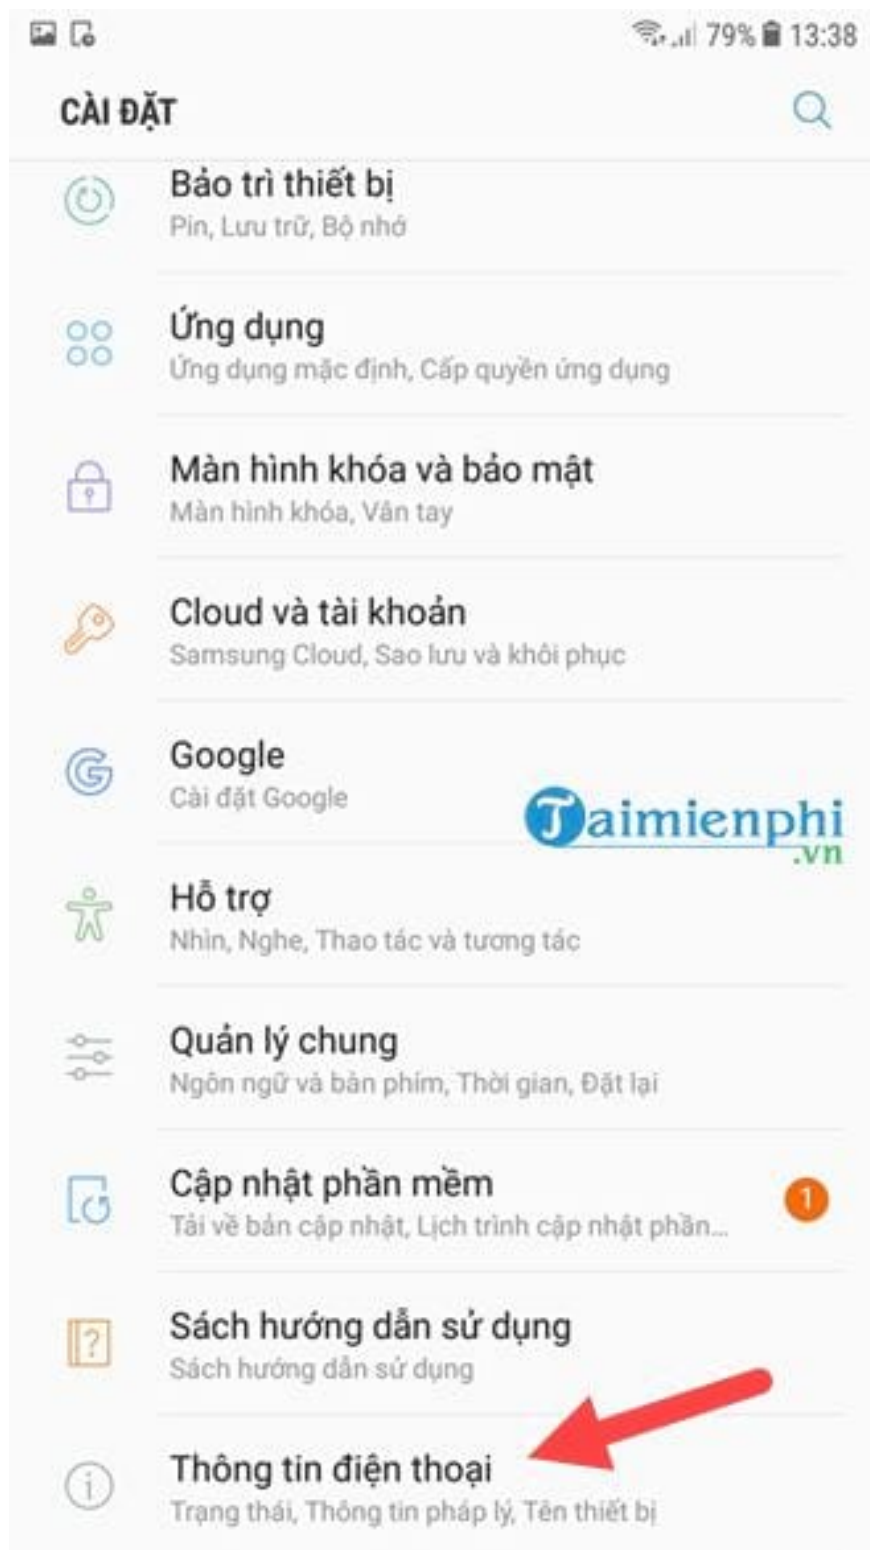 79% 13:38
CÀI ĐẶT
Bảo trì thiết bị
Pin, Lưu trữ, Bộ nhớ
Ứng dụng
Ứng dụng mặc định, Cấp quyền ứng dụng
Màn hình khóa và bảo mật
Màn hình khóa, Vân tay
Cloud và tài khoản
Samsung Cloud, Sao lưu và khôi phục
Google
Cài đặt Google
Taimienphi
.vn
Hỗ trợ
Nhìn, Nghe, Thao tác và tương tác
Quản lý chung
Ngôn ngữ và bàn phím, Thời gian, Đặt lại
Cập nhật phần mềm
1
Tải về bản cập nhật, Lịch trình cập nhật phần...
Sách hướng dẫn sử dụng
Sách hướng dẫn sử dụng
Thông tin điện thoại
Trạng thái, Thông tin pháp lý, Tên thiết bị